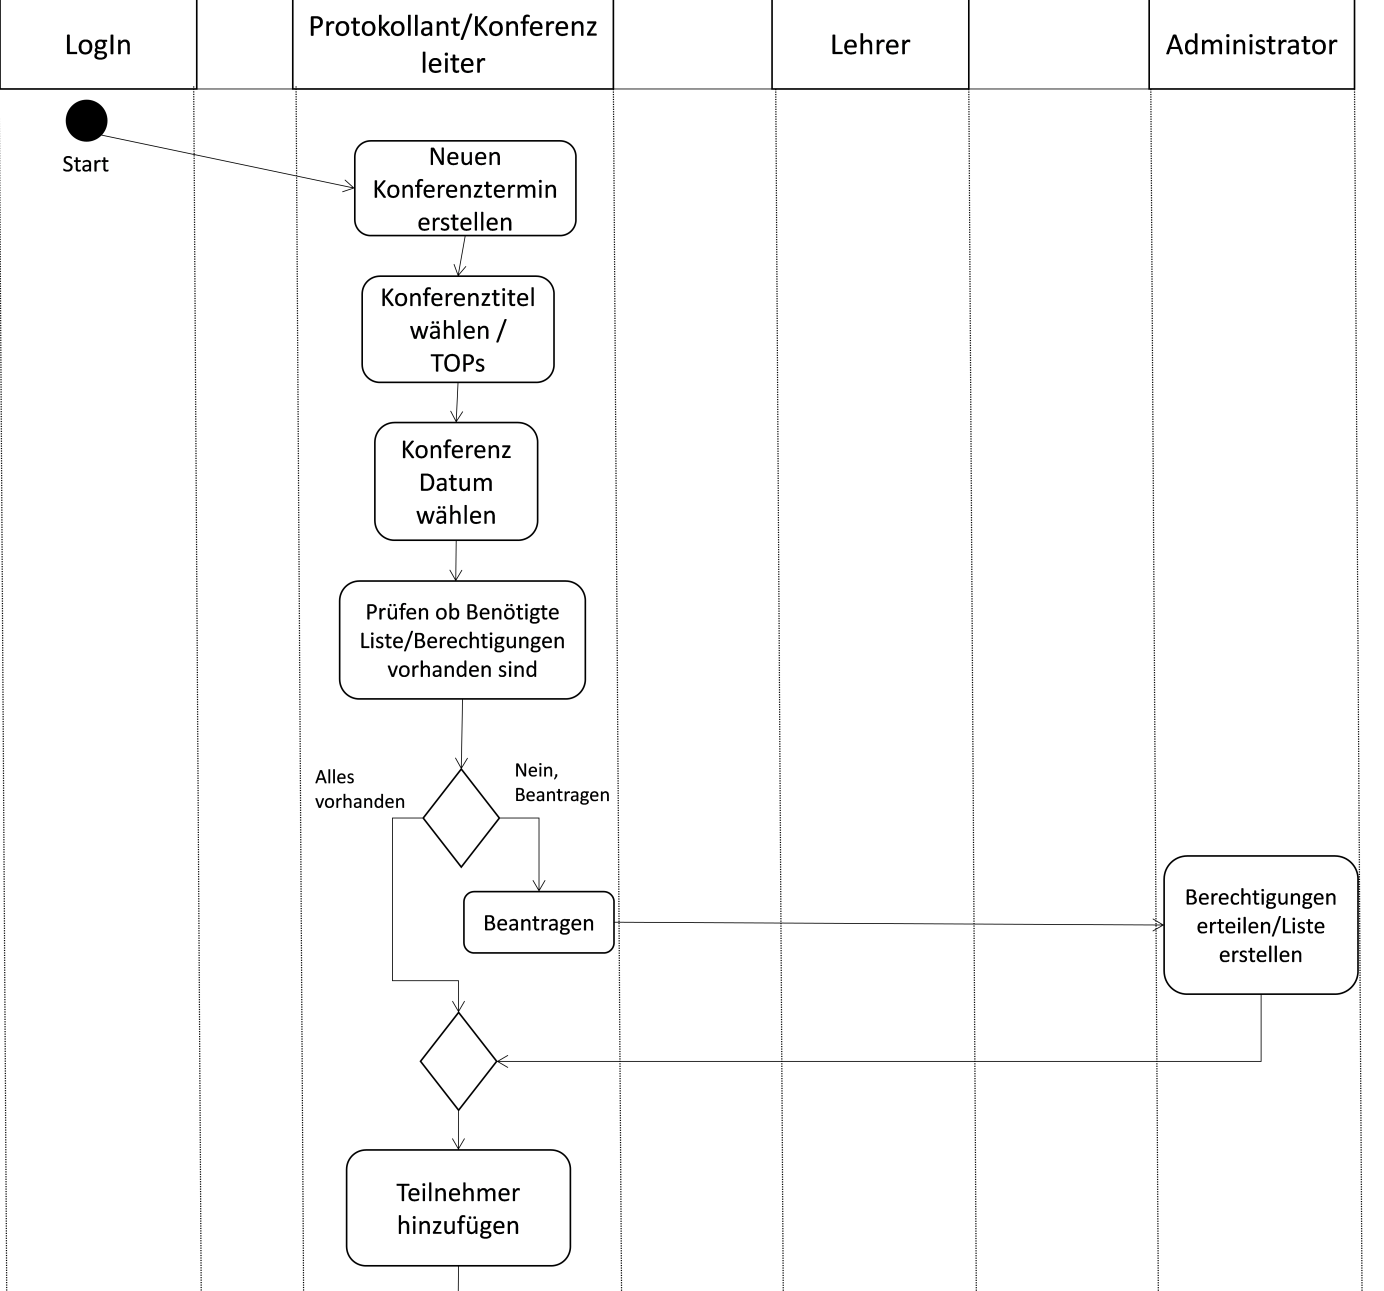 LogIn
Protokollant/Konferenz
leiter
Lehrer
Administrator
Start
Neuen
Konferenztermin
erstellen
Konferenztitel
wählen /
TOPs
Konferenz
Datum
wählen
Prüfen ob Benötigte
Liste/Berechtigungen
vorhanden sind
Alles
vorhanden
Nein,
Beantragen
Beantragen
Berechtigungen
erteilen/Liste
erstellen
Teilnehmer
hinzufügen